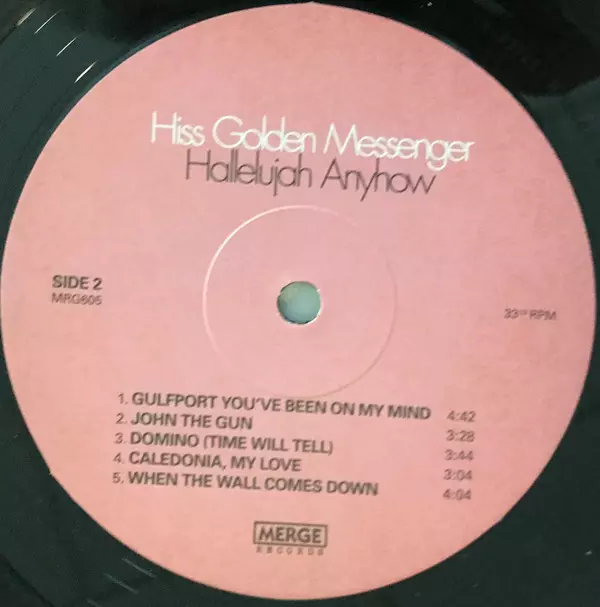 Hiss Golden Messenger
Hallelujah Anyhow
SIDE 2
MRG605
33 1/3 RPM
1. GULFPORT YOU'VE BEEN ON MY MIND 4:42
2. JOHN THE GUN 3:28
3. DOMINO (TIME WILL TELL) 3:44
4. CALEDONIA, MY LOVE 3:04
5. WHEN THE WALL COMES DOWN 4:04
MERGE
RECORDS